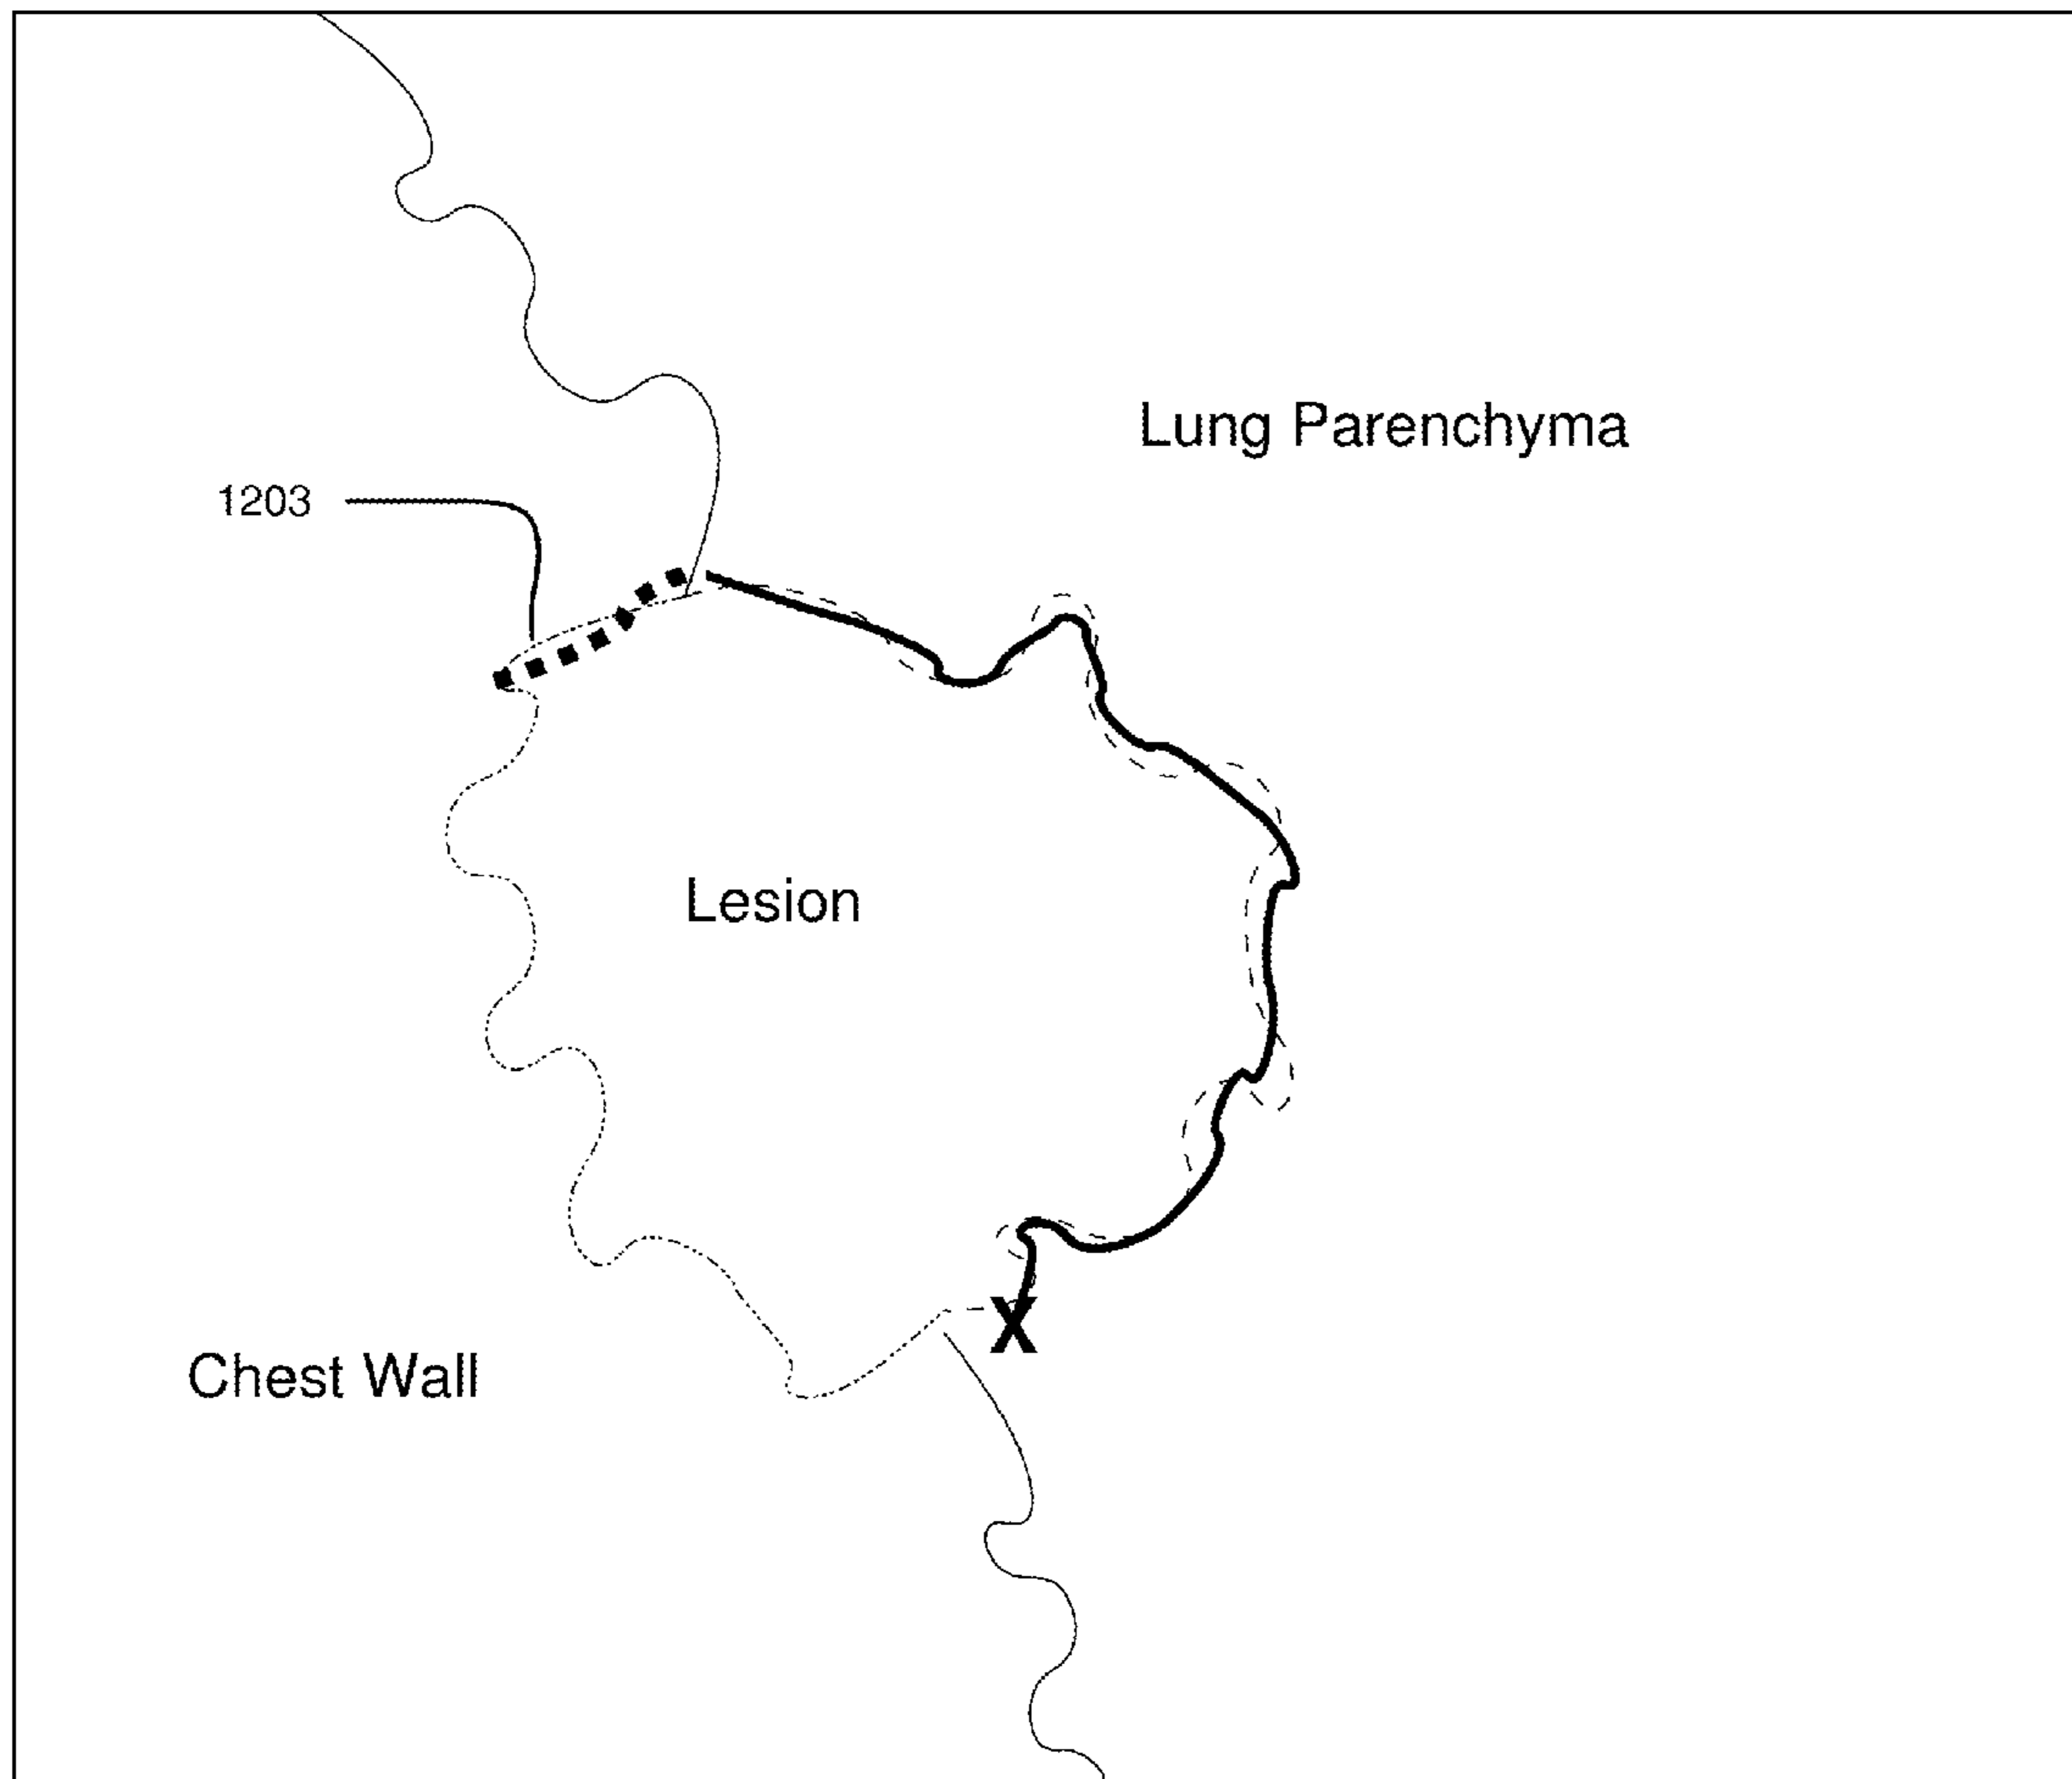 Lung Parenchyma
1203
Lesion
X
Chest Wall